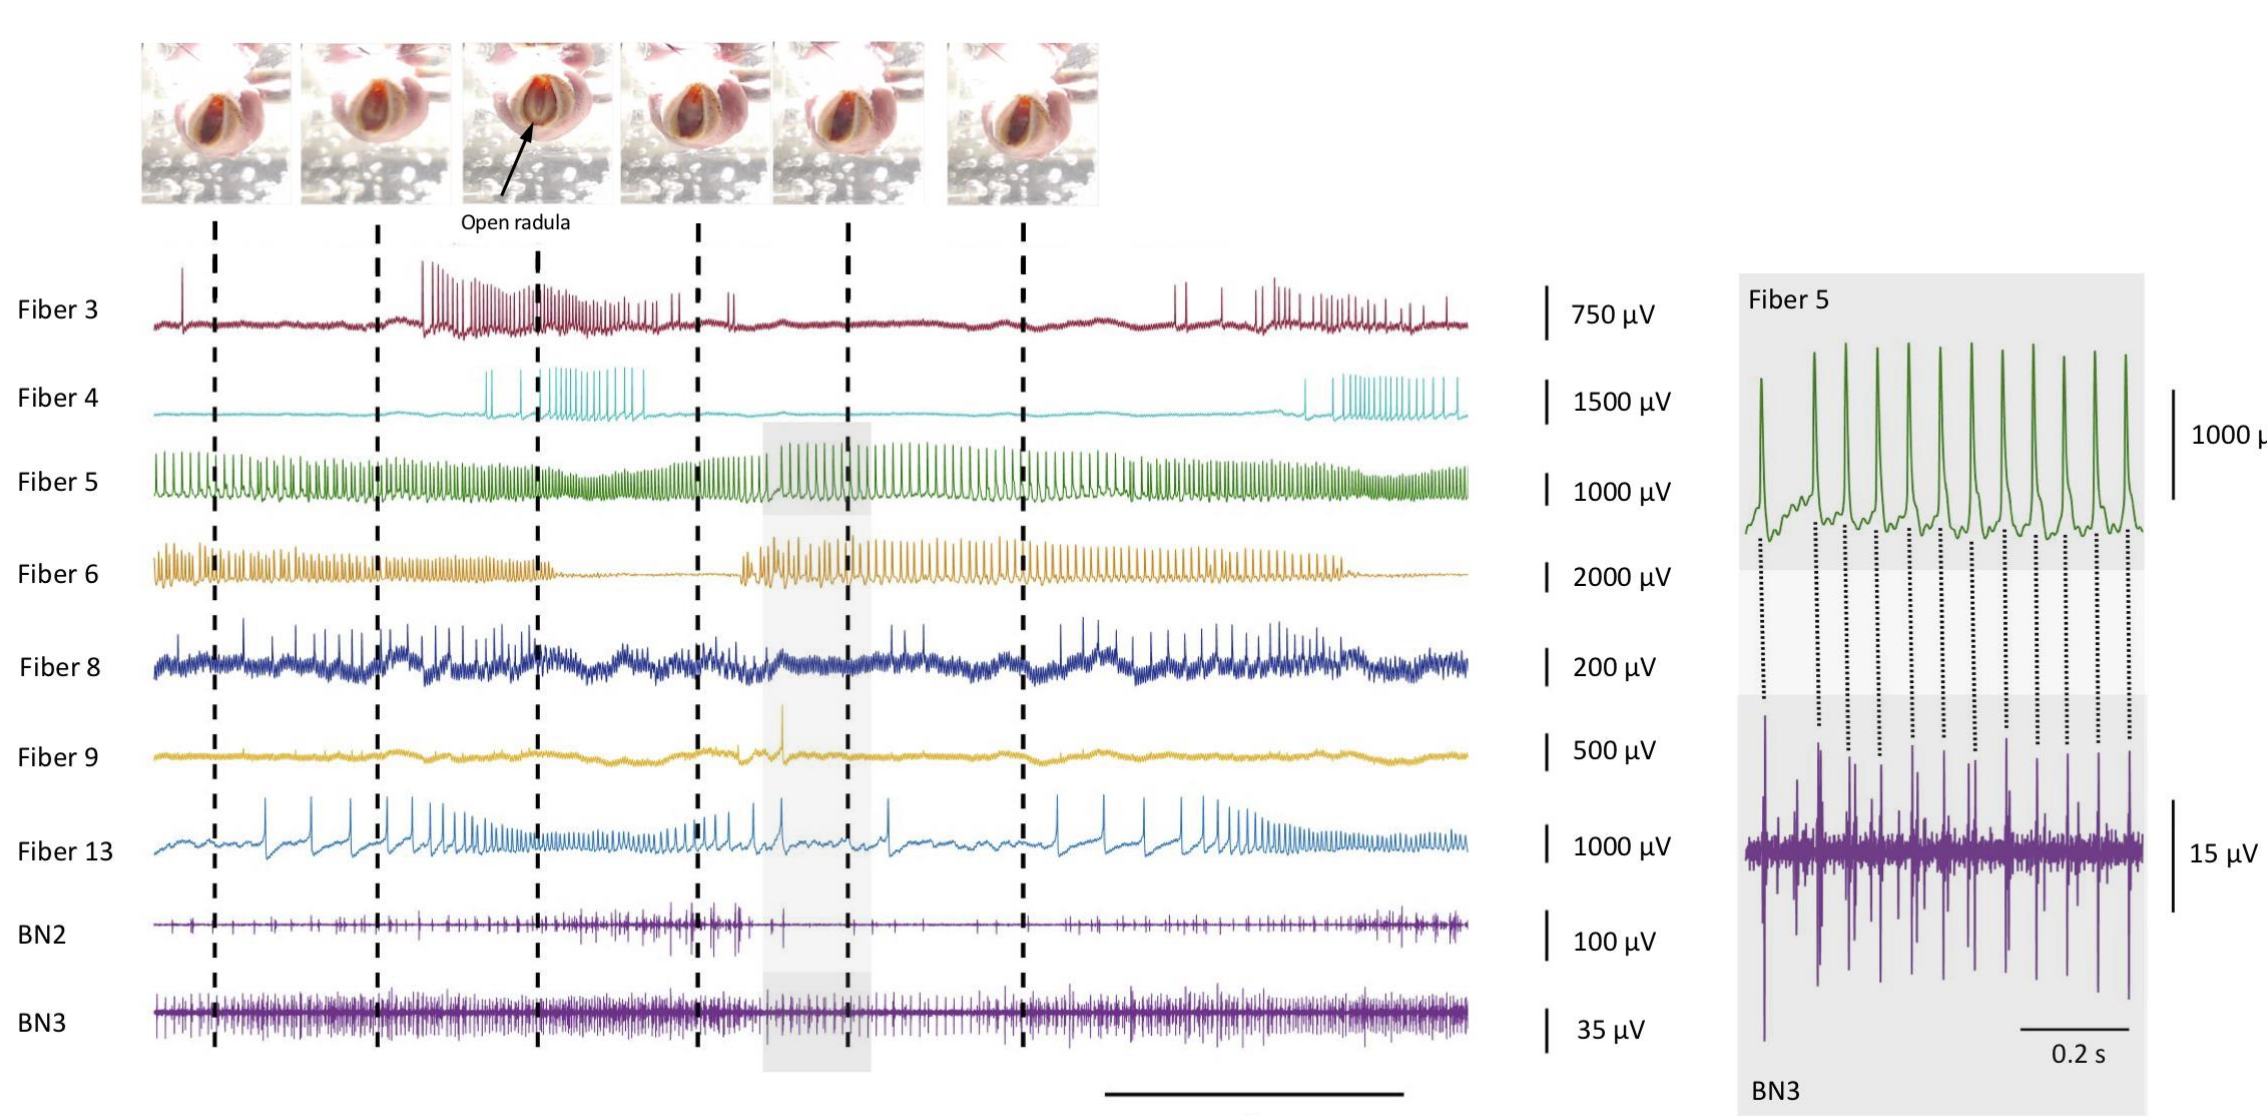 Open radula
Fiber 3
750 µV
Fiber 4
1500 µV
Fiber 5
1000 µV
Fiber 6
2000 µV
Fiber 8
200 µV
Fiber 9
500 µV
Fiber 13
1000 µV
BN2
100 µV
BN3
35 µV
Fiber 5
1000 µ
15 µV
0.2 s
BN3